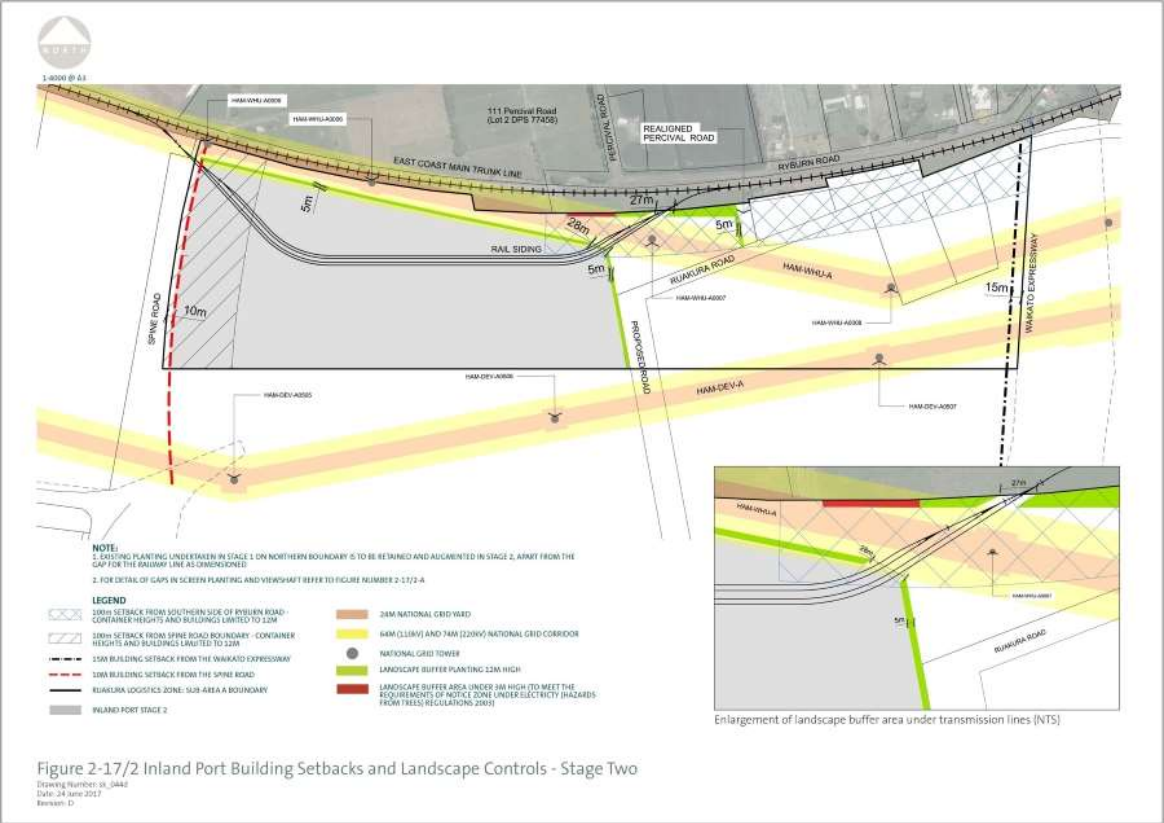 NORTH
1:4000 @ A3
HAM-WHU-A0006
HAM-WHU-A0006
111 Percival Road
(Lot 2 DPS 77458)
PERCIVAL ROAD
REALIGNED
PERCIVAL ROAD
EAST COAST MAIN TRUNK LINE
RYBURN ROAD
5m
27m
28m
5m
RAIL SIDING
5m
RUAKURA ROAD
HAM-WHU-A
15m
WAIKATO EXPRESSWAY
SPINE ROAD
10m
HAM-WHU-A0007
HAM-WHU-A0008
PROPOSED ROAD
HAM-DEV-A0506
HAM-DEV-A
HAM-DEV-A0505
HAM-DEV-A0507
27m
HAM-WHU-A
28m
HAM-WHU-A0007
5m
RUAKURA ROAD
Enlargement of landscape buffer area under transmission lines (NTS)
NOTE:
1. EXISTING PLANTING UNDERTAKEN IN STAGE 1 ON NORTHERN BOUNDARY IS TO BE RETAINED AND AUGMENTED IN STAGE 2, APART FROM THE
GAP FOR THE RAILWAY LINE AS DIMENSIONED
2. FOR DETAIL OF GAPS IN SCREEN PLANTING AND VIEWSHAFT REFER TO FIGURE NUMBER 2-17/2-A
LEGEND
100m SETBACK FROM SOUTHERN SIDE OF RYBURN ROAD -
CONTAINER HEIGHTS AND BUILDINGS LIMITED TO 12M
100m SETBACK FROM SPINE ROAD BOUNDARY - CONTAINER
HEIGHTS AND BUILDINGS LIMUITED TO 12M
15M BUILDING SETBACK FROM THE WAIKATO EXPRESSWAY
10M BUILDING SETBACK FROM THE SPINE ROAD
RUAKURA LOGISTICS ZONE: SUB-AREA A BOUNDARY
INLAND PORT STAGE 2
24M NATIONAL GRID YARD
64M (110kV) AND 74M (220kV) NATIONAL GRID CORRIDOR
NATIONAL GRID TOWER
LANDSCAPE BUFFER PLANTING 12M HIGH
LANDSCAPE BUFFER AREA UNDER 3M HIGH (TO MEET THE
REQUIREMENTS OF NOTICE ZONE UNDER ELECTRICTY (HAZARDS
FROM TREES) REGULATIONS 2003)
Figure 2-17/2 Inland Port Building Setbacks and Landscape Controls - Stage Two
Drawing Number: ss_044d
Date: 24 June 2017
Revision: D